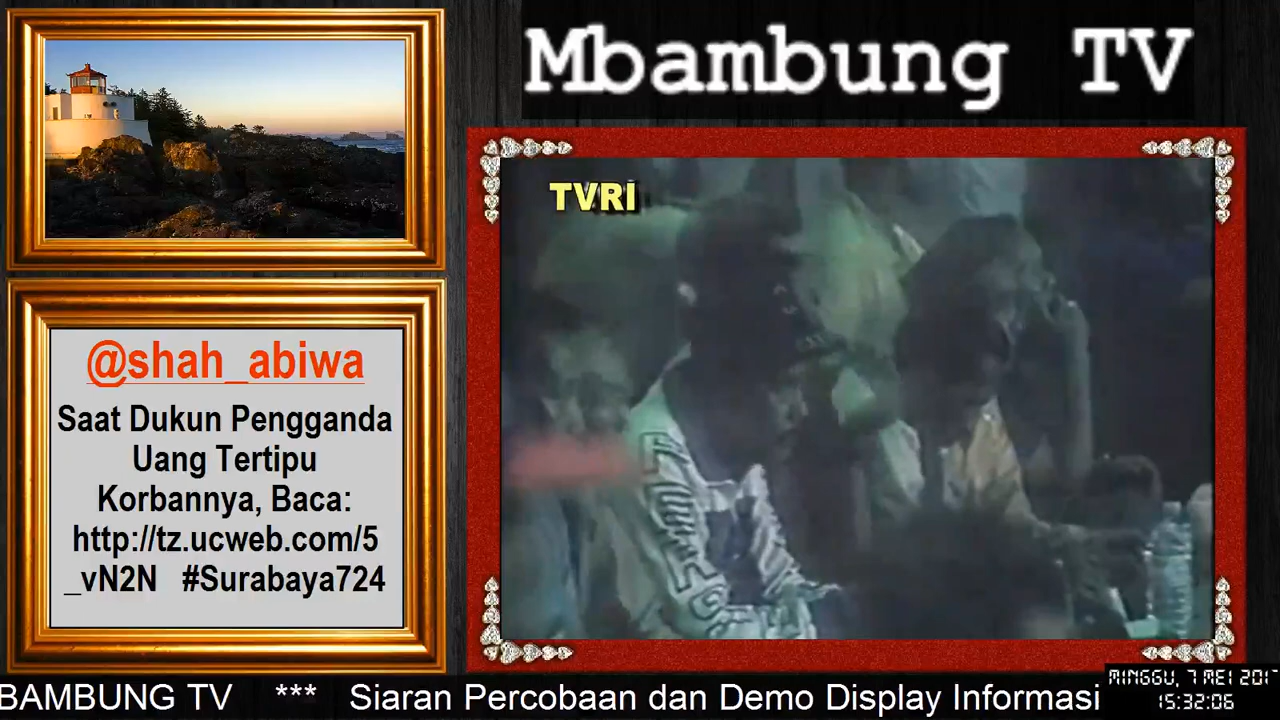 Mbambung TV
TVRI
@shah_abiwa
Saat Dukun Pengganda
Uang Tertipu
Korbannya, Baca:
http://tz.ucweb.com/5
_vN2N #Surabaya724
BAMBUNG TV *** Siaran Percobaan dan Demo Display Informasi
MINGGU, 7 MEI 2017
15:32:06